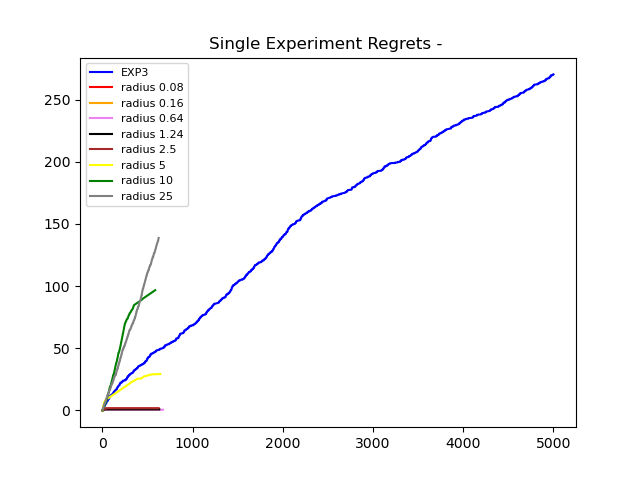 Single Experiment Regrets -
EXP3
radius 0.08
radius 0.16
radius 0.64
radius 1.24
radius 2.5
radius 5
radius 10
radius 25
250
200
150
100
50
0
0 1000 2000 3000 4000 5000